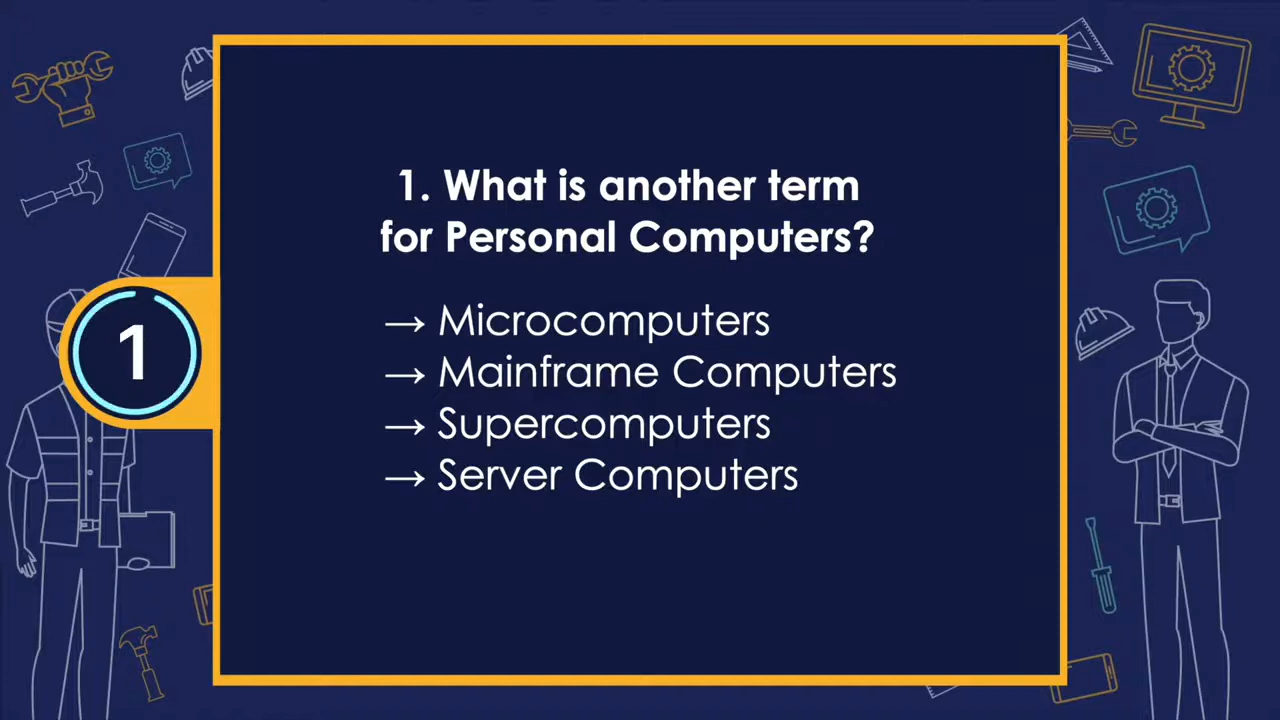 1. What is another term
for Personal Computers?
→ Microcomputers
→ Mainframe Computers
→ Supercomputers
→ Server Computers
1